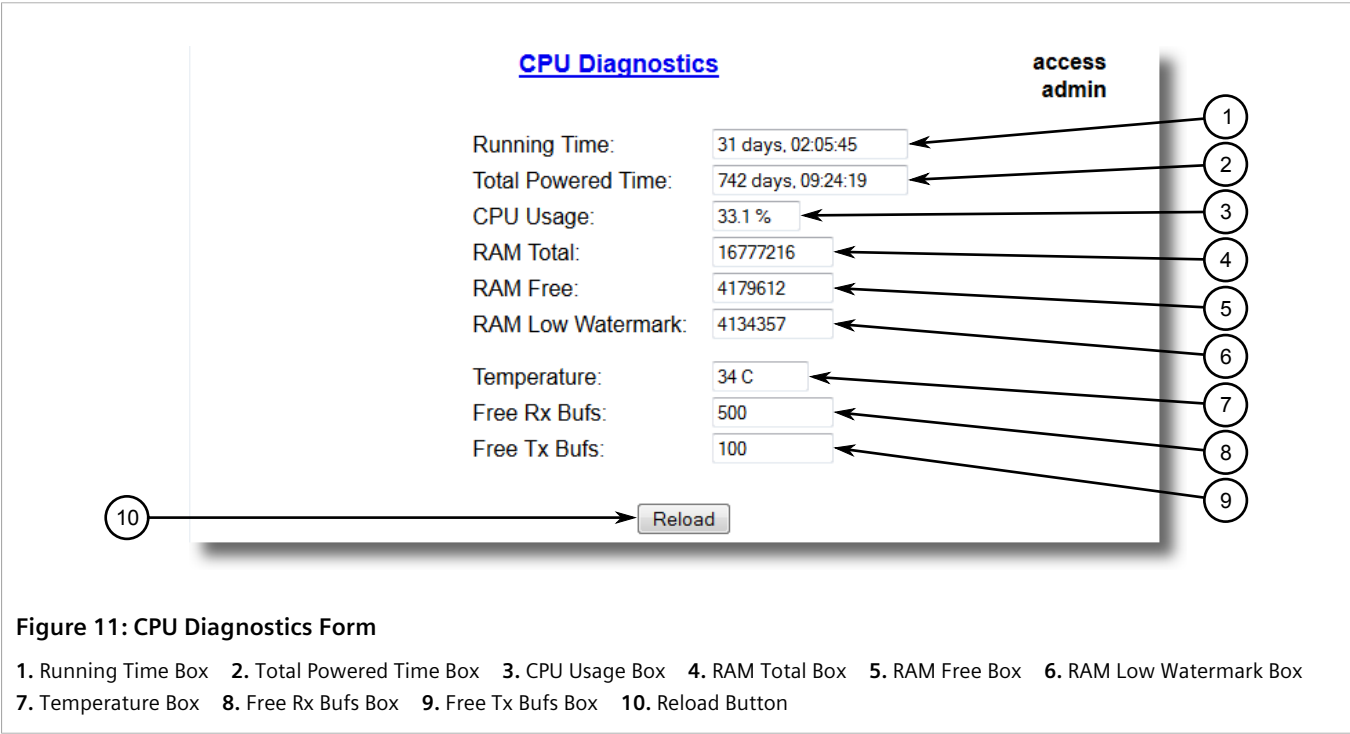 CPU Diagnostics
access
admin
Running Time: 31 days, 02:05:45
Total Powered Time: 742 days, 09:24:19
CPU Usage: 33.1 %
RAM Total: 16777216
RAM Free: 4179612
RAM Low Watermark: 4134357
Temperature: 34 C
Free Rx Bufs: 500
Free Tx Bufs: 100
Reload
1
2
3
4
5
6
7
8
9
10
Figure 11: CPU Diagnostics Form
1. Running Time Box 2. Total Powered Time Box 3. CPU Usage Box 4. RAM Total Box 5. RAM Free Box 6. RAM Low Watermark Box
7. Temperature Box 8. Free Rx Bufs Box 9. Free Tx Bufs Box 10. Reload Button